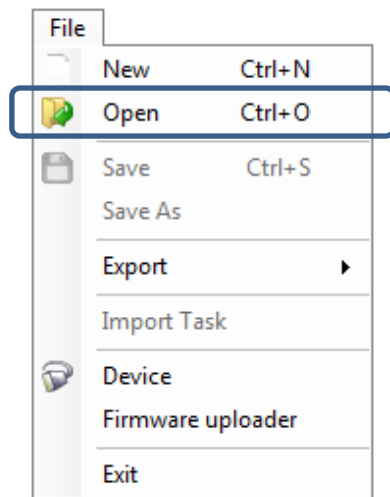 File
New Ctrl+N
Open Ctrl+O
Save Ctrl+S
Save As
Export
Import Task
Device
Firmware uploader
Exit